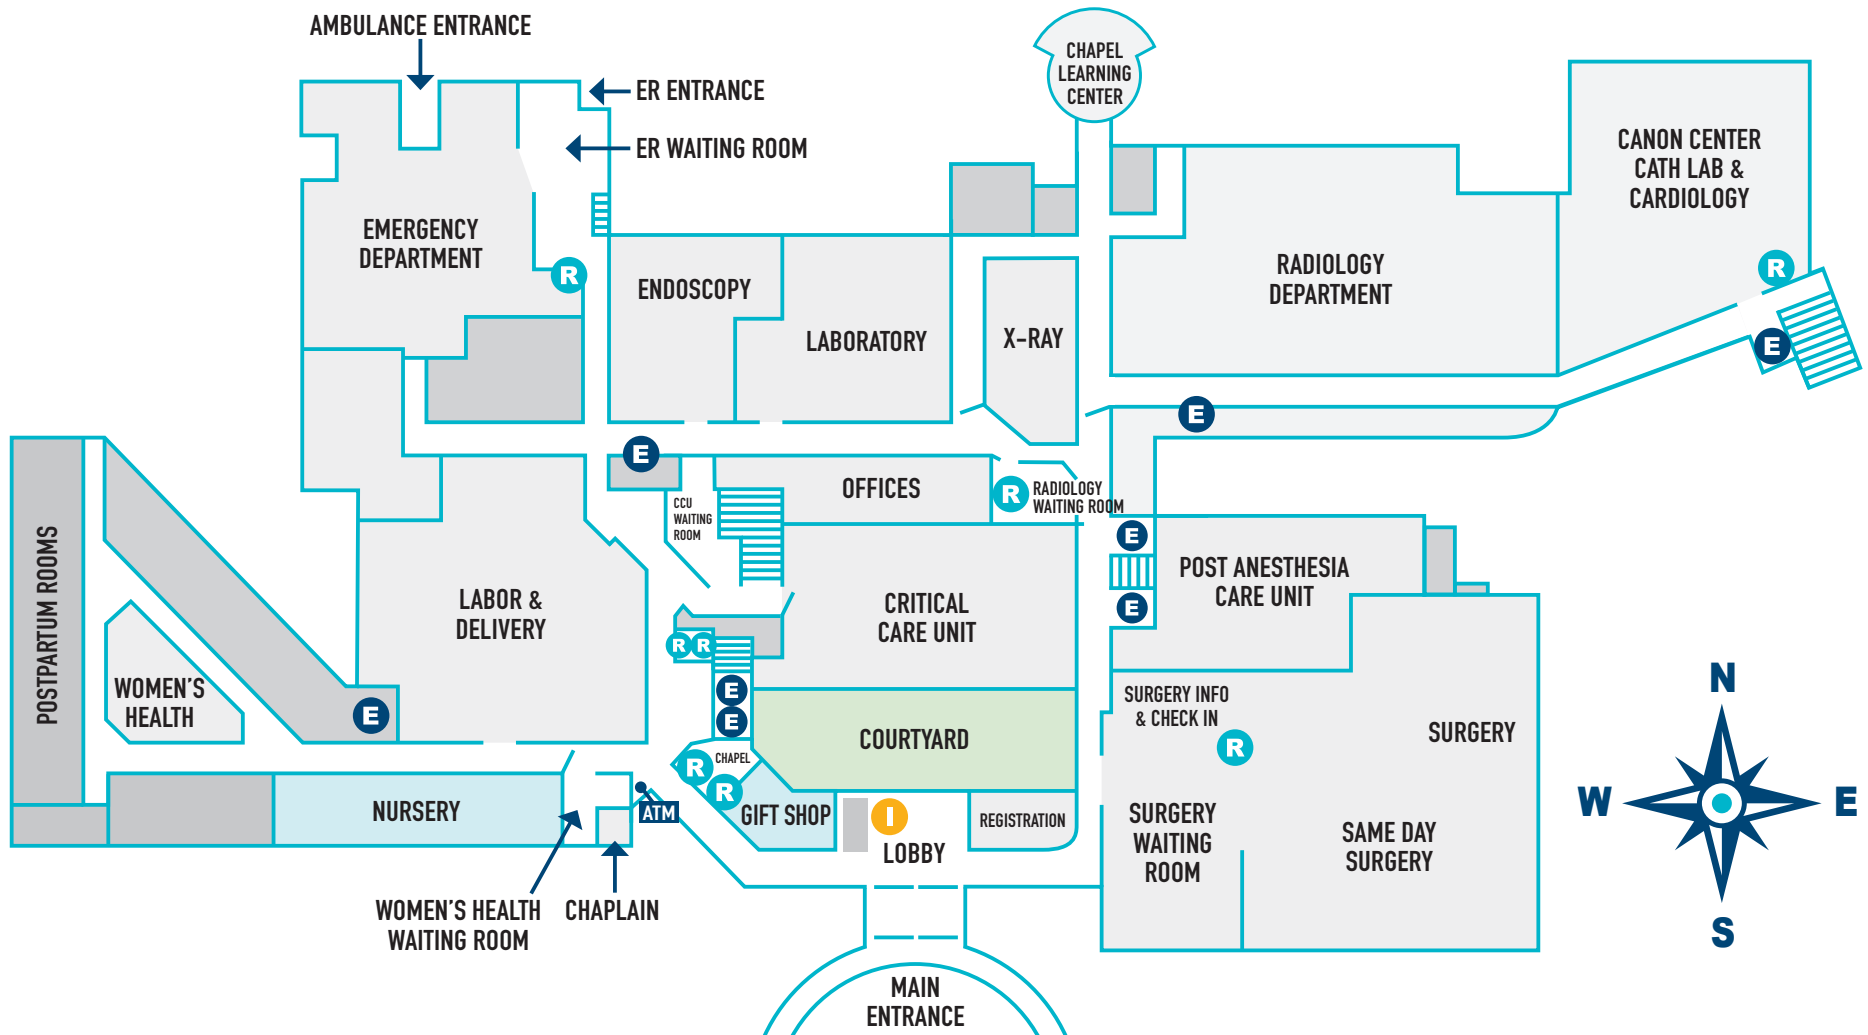 AMBULANCE ENTRANCE
ER ENTRANCE
ER WAITING ROOM
CHAPEL
LEARNING
CENTER
CANON CENTER
CATH LAB &
CARDIOLOGY
EMERGENCY
DEPARTMENT
R
ENDOSCOPY
LABORATORY
X-RAY
RADIOLOGY
DEPARTMENT
R
E
E
E
OFFICES
R
RADIOLOGY
WAITING ROOM
CCU
WAITING
ROOM
E
POST ANESTHESIA
CARE UNIT
E
POSTPARTUM ROOMS
LABOR &
DELIVERY
CRITICAL
CARE UNIT
R
R
WOMEN'S
HEALTH
E
E
E
SURGERY INFO
& CHECK IN
R
SURGERY
COURTYARD
CHAPEL
R
R
ATM
GIFT SHOP
I
LOBBY
REGISTRATION
NURSERY
SURGERY
WAITING
ROOM
SAME DAY
SURGERY
WOMEN'S HEALTH
WAITING ROOM
CHAPLAIN
MAIN
ENTRANCE
N
W
E
S